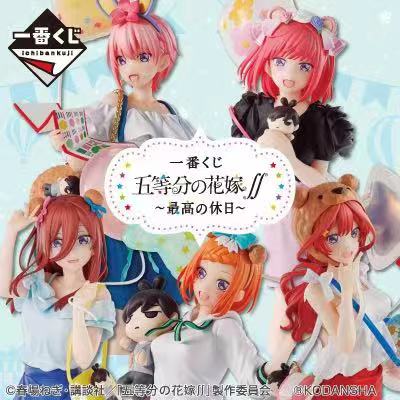 一番くじ
ichibankuji
一番くじ
五等分の花嫁∬
～最高の休日～
©春場ねぎ・講談社／「五等分の花嫁∬」製作委員会 ®KODANSHA